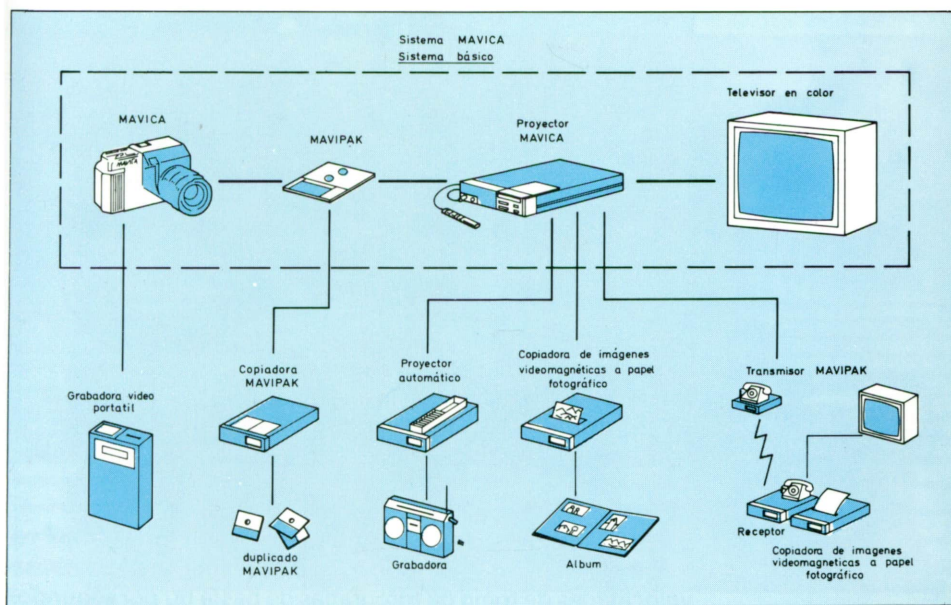 Sistema MAVICA
Sistema básico
MAVICA
MAVIPAK
Proyector
MAVICA
Televisor en color
Grabadora video
portatil
Copiadora
MAVIPAK
Proyector
automático
Copiadora de imágenes
videomagnéticas a papel
fotográfico
Transmisor MAVIPAK
duplicado
MAVIPAK
Grabadora
Album
Receptor
Copiadora de imagenes
videomagneticas a papel
fotográfico